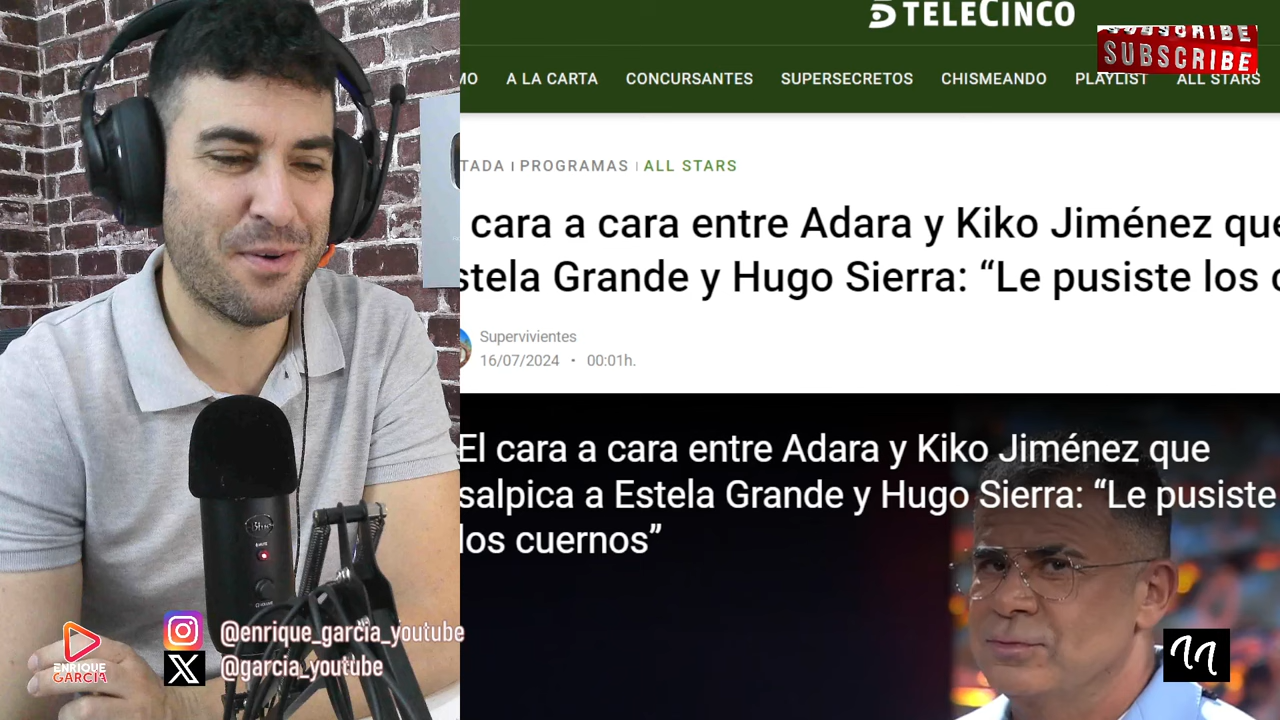 TELECINCO
SUBSCRIBE
SUBSCRIBE
MO A LA CARTA CONCURSANTES SUPERSECRETOS CHISMEANDO PLAYLIST ALL STARS
TADA | PROGRAMAS | ALL STARS
cara a cara entre Adara y Kiko Jiménez que
stela Grande y Hugo Sierra: “Le pusiste los c
Supervivientes
16/07/2024 • 00:01h.
El cara a cara entre Adara y Kiko Jiménez que
salpica a Estela Grande y Hugo Sierra: “Le pusiste
los cuernos”
@enrique_garcia_youtube
@garcia_youtube
ENRIQUE
GARCIA